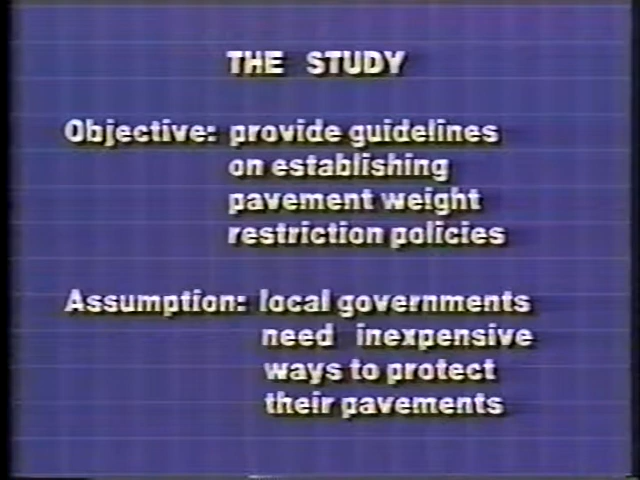 THE STUDY
Objective: provide guidelines
on establishing
pavement weight
restriction policies
Assumption: local governments
need inexpensive
ways to protect
their pavements